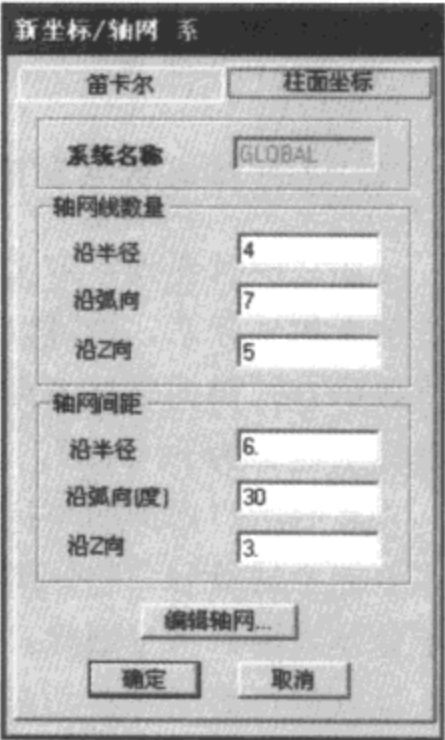 新坐标/轴网 系
笛卡尔
柱面坐标
系统名称 GLOBAL
轴网线数量
沿半径 4
沿弧向 7
沿Z向 5
轴网间距
沿半径 6.
沿弧向(度) 30
沿Z向 3.
编辑轴网...
确定 取消